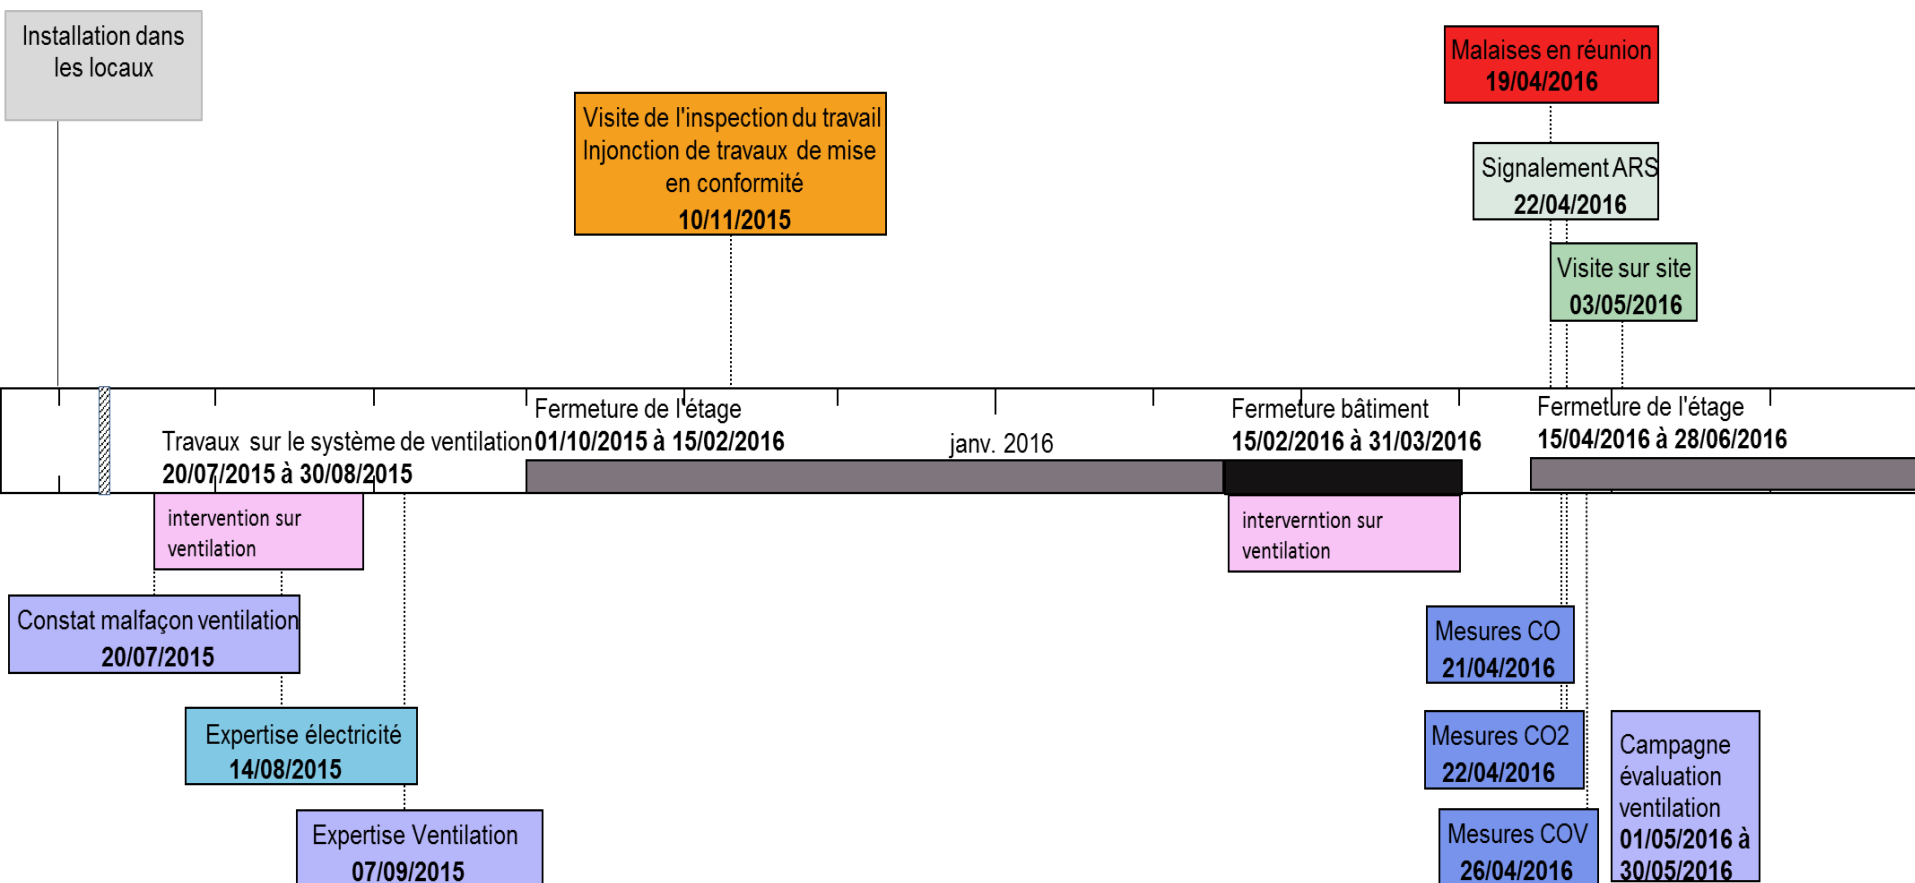 Installation dans
les locaux
Visite de l'inspection du travail
Injonction de travaux de mise
en conformité
10/11/2015
Malaises en réunion
19/04/2016
Signalement ARS
22/04/2016
Visite sur site
03/05/2016
Travaux sur le système de ventilation
20/07/2015 à 30/08/2015
Fermeture de l'étage
01/10/2015 à 15/02/2016
janv. 2016
Fermeture bâtiment
15/02/2016 à 31/03/2016
Fermeture de l'étage
15/04/2016 à 28/06/2016
intervention sur
ventilation
interverntion sur
ventilation
Constat malfaçon ventilation
20/07/2015
Expertise électricité
14/08/2015
Expertise Ventilation
07/09/2015
Mesures CO
21/04/2016
Mesures CO2
22/04/2016
Mesures COV
26/04/2016
Campagne
évaluation
ventilation
01/05/2016 à
30/05/2016